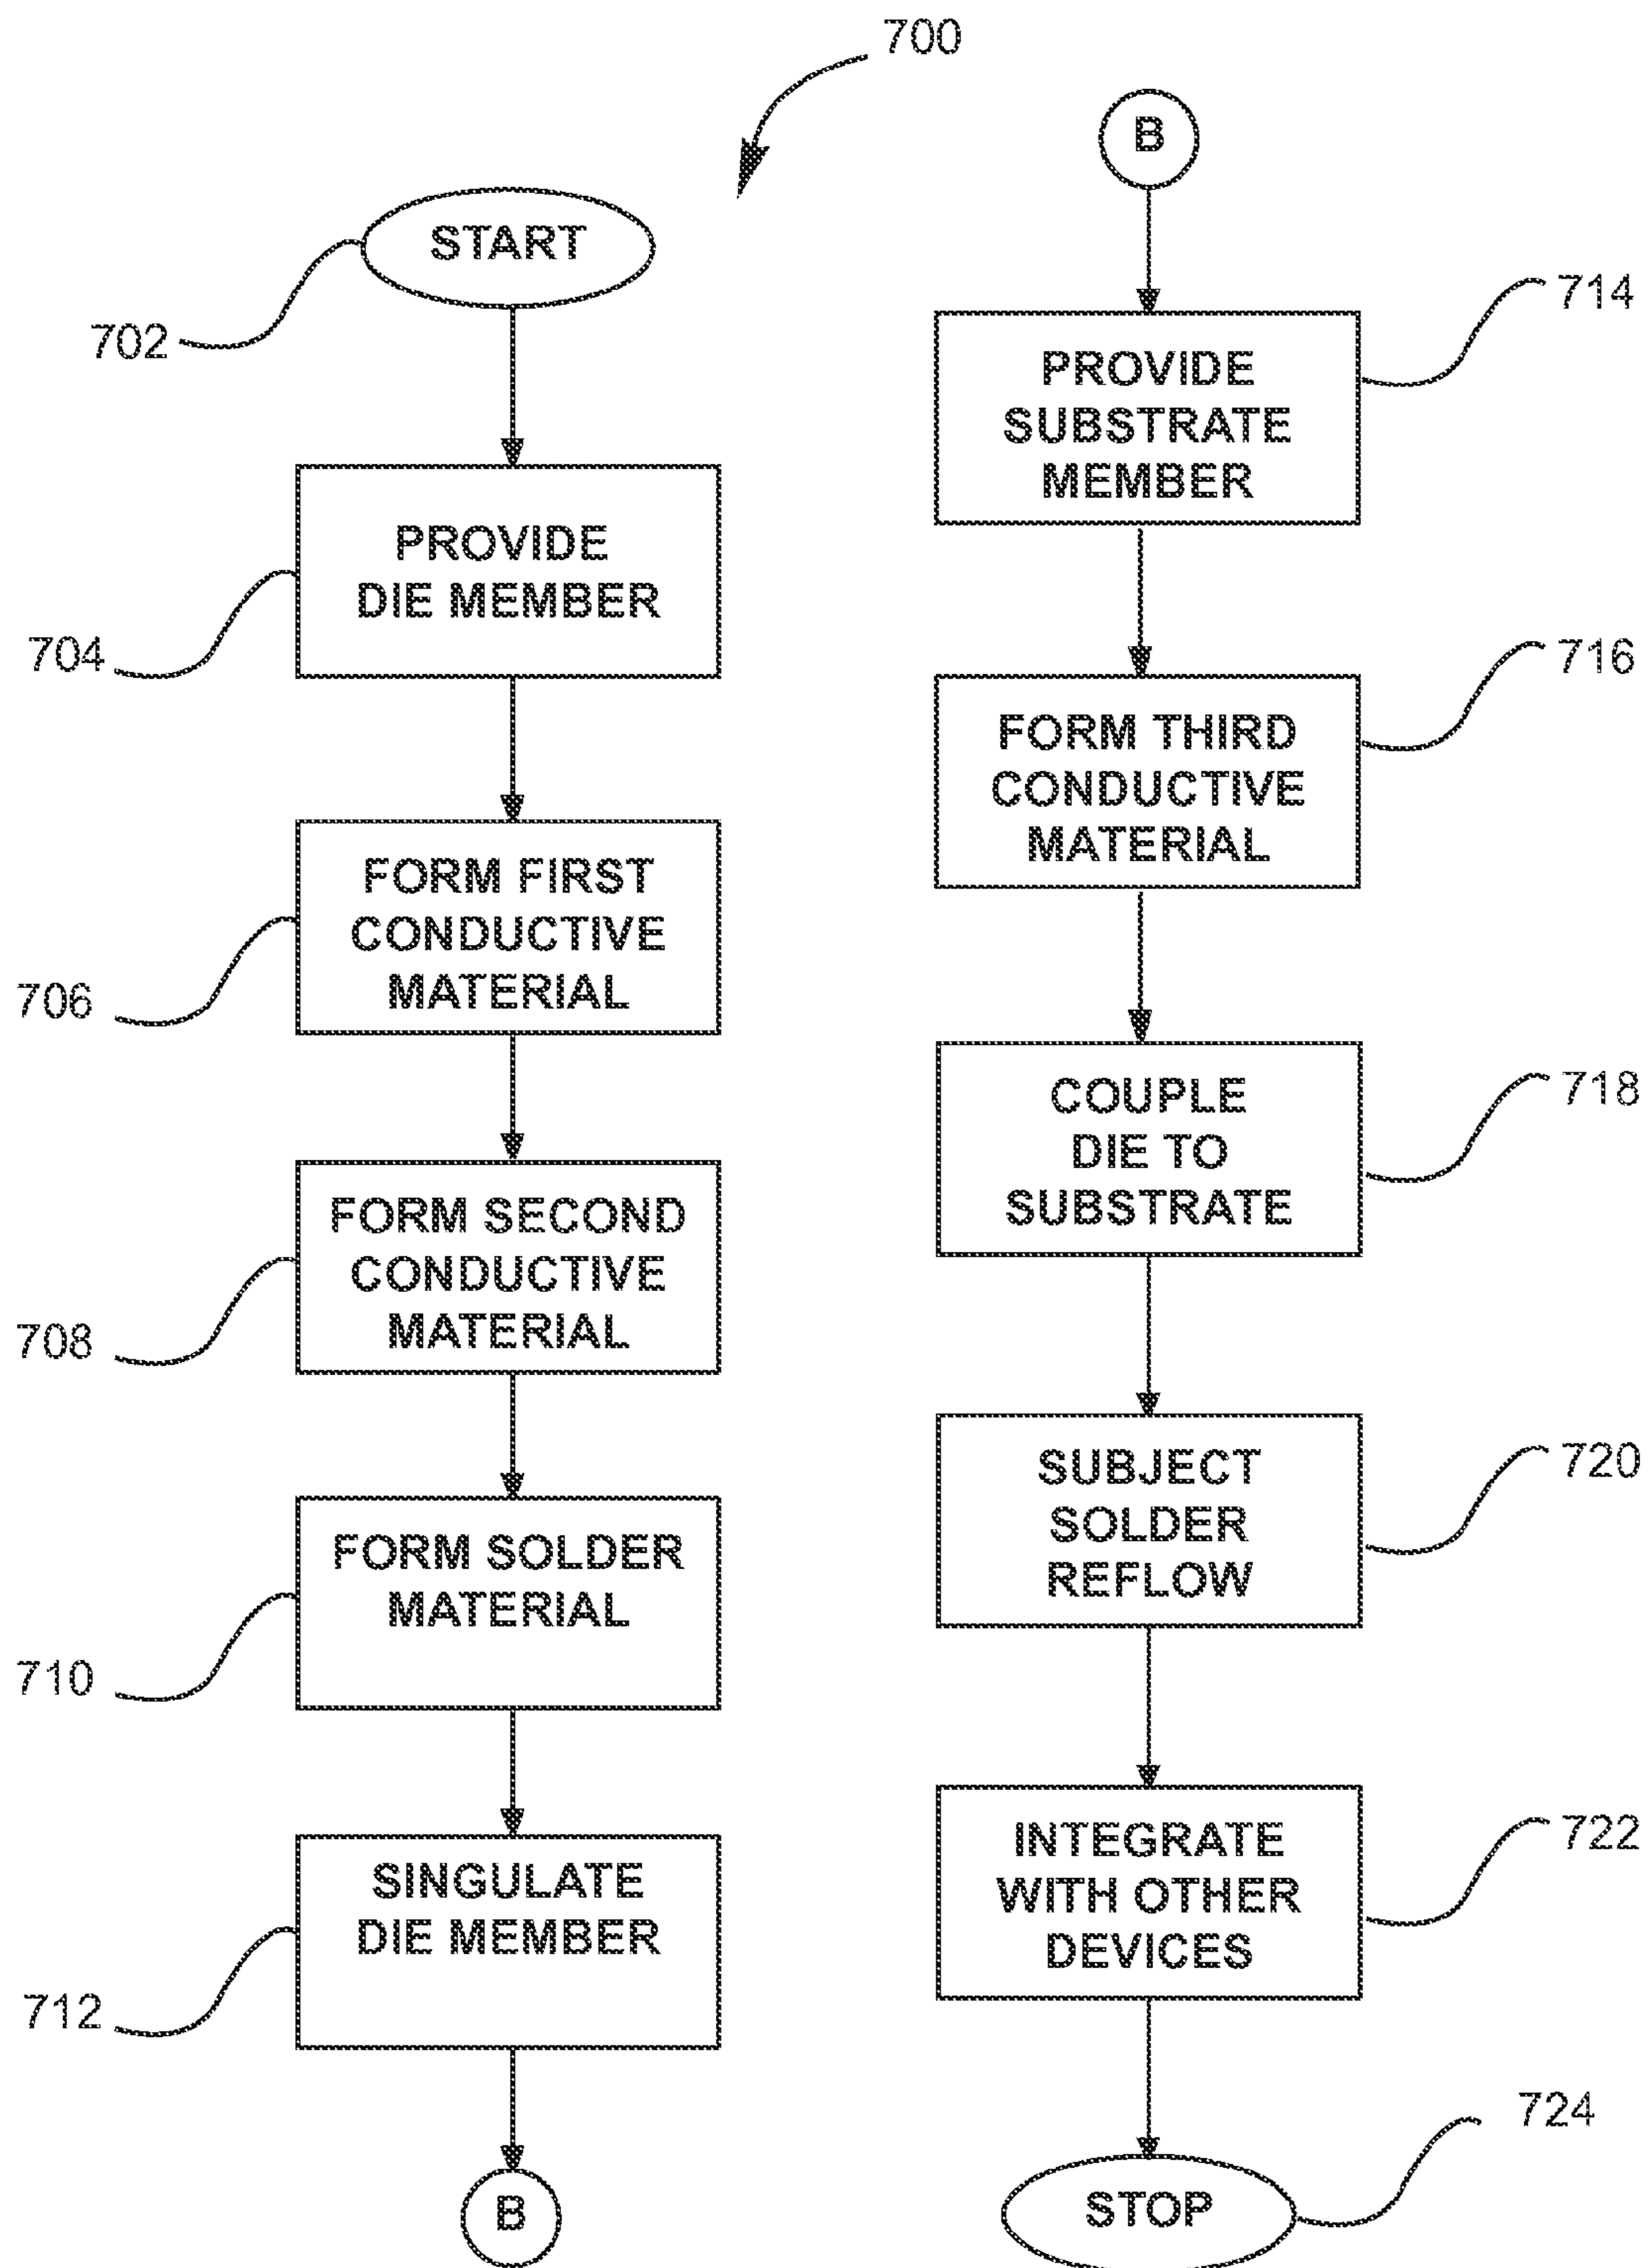 700
START
702
PROVIDE
DIE MEMBER
704
FORM FIRST
CONDUCTIVE
MATERIAL
706
FORM SECOND
CONDUCTIVE
MATERIAL
708
FORM SOLDER
MATERIAL
710
SINGULATE
DIE MEMBER
712
B
B
714
PROVIDE
SUBSTRATE
MEMBER
716
FORM THIRD
CONDUCTIVE
MATERIAL
718
COUPLE
DIE TO
SUBSTRATE
720
SUBJECT
SOLDER
REFLOW
722
INTEGRATE
WITH OTHER
DEVICES
724
STOP